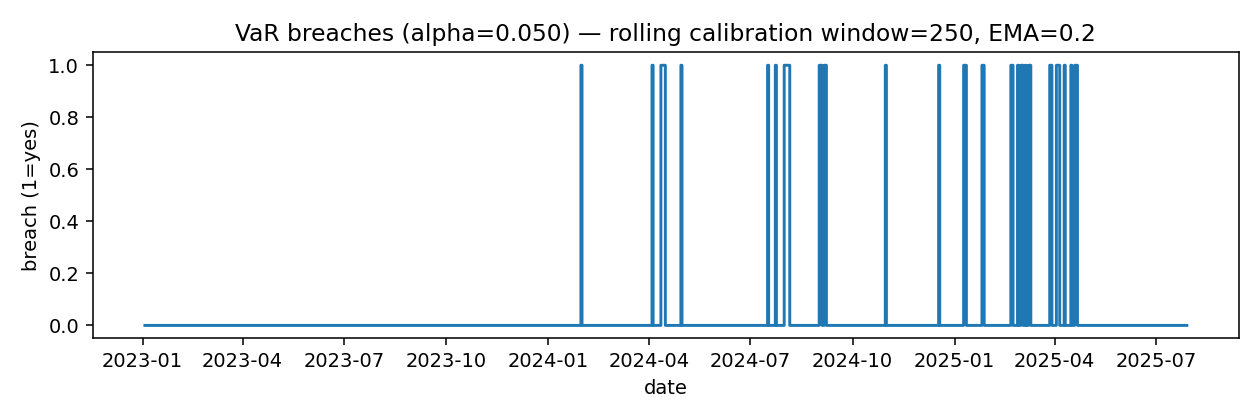 VaR breaches (alpha=0.050) — rolling calibration window=250, EMA=0.2
breach (1=yes)
1.0
0.8
0.6
0.4
0.2
0.0
2023-01 2023-04 2023-07 2023-10 2024-01 2024-04 2024-07 2024-10 2025-01 2025-04 2025-07
date